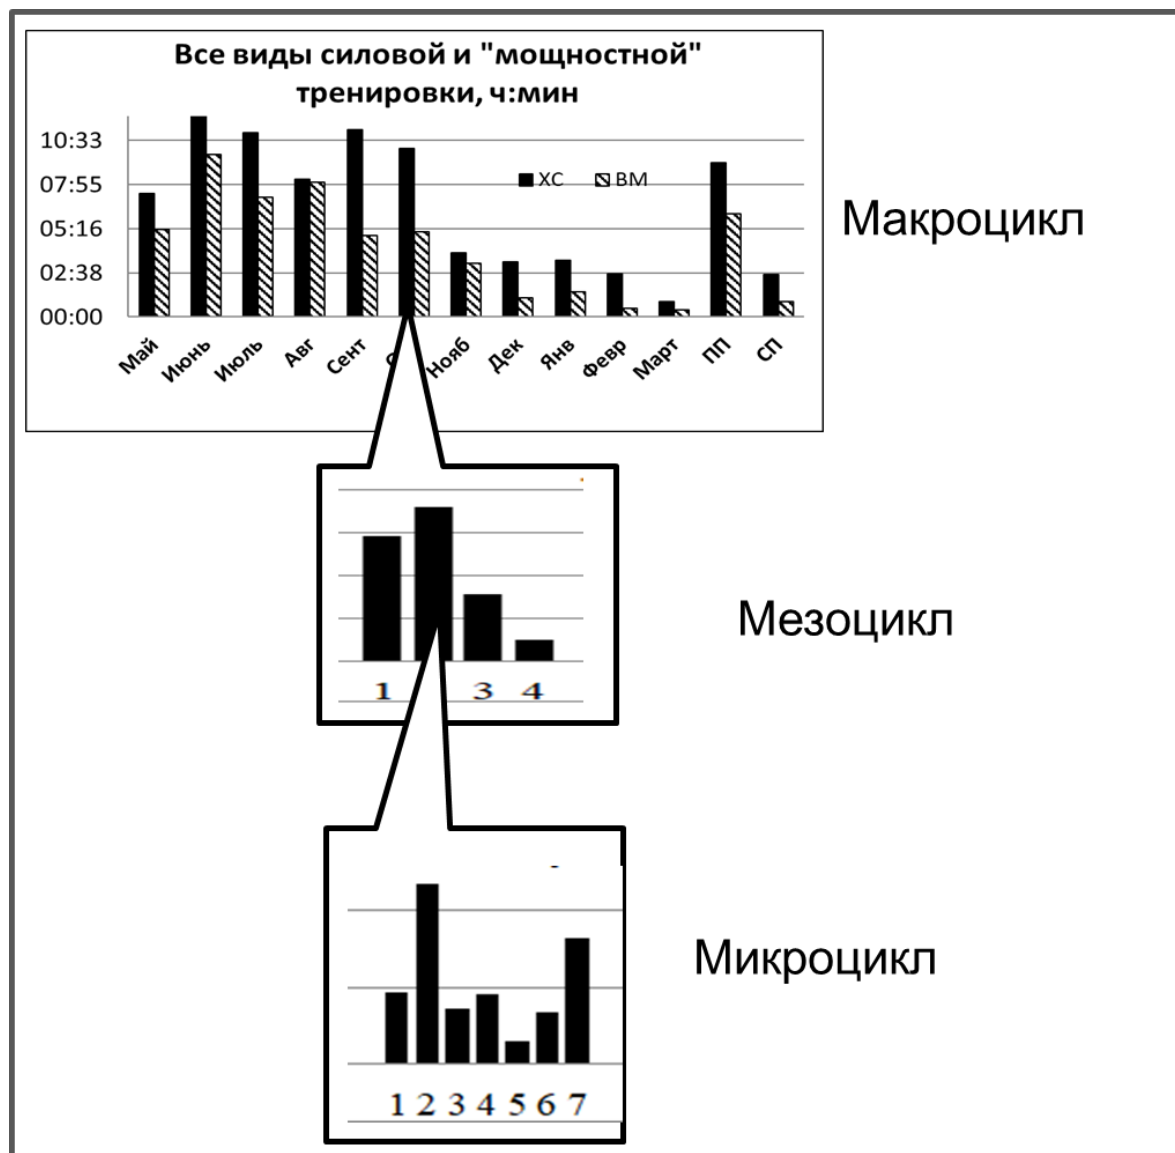 Все виды силовой и "мощностной"
тренировки, ч:мин
10:33
07:55
05:16
02:38
00:00
ХС ВМ
Май Июнь Июль Авг Сент Нояб Дек Янв Февр Март ПП СП
Макроцикл
1 3 4
Мезоцикл
Микроцикл
1 2 3 4 5 6 7